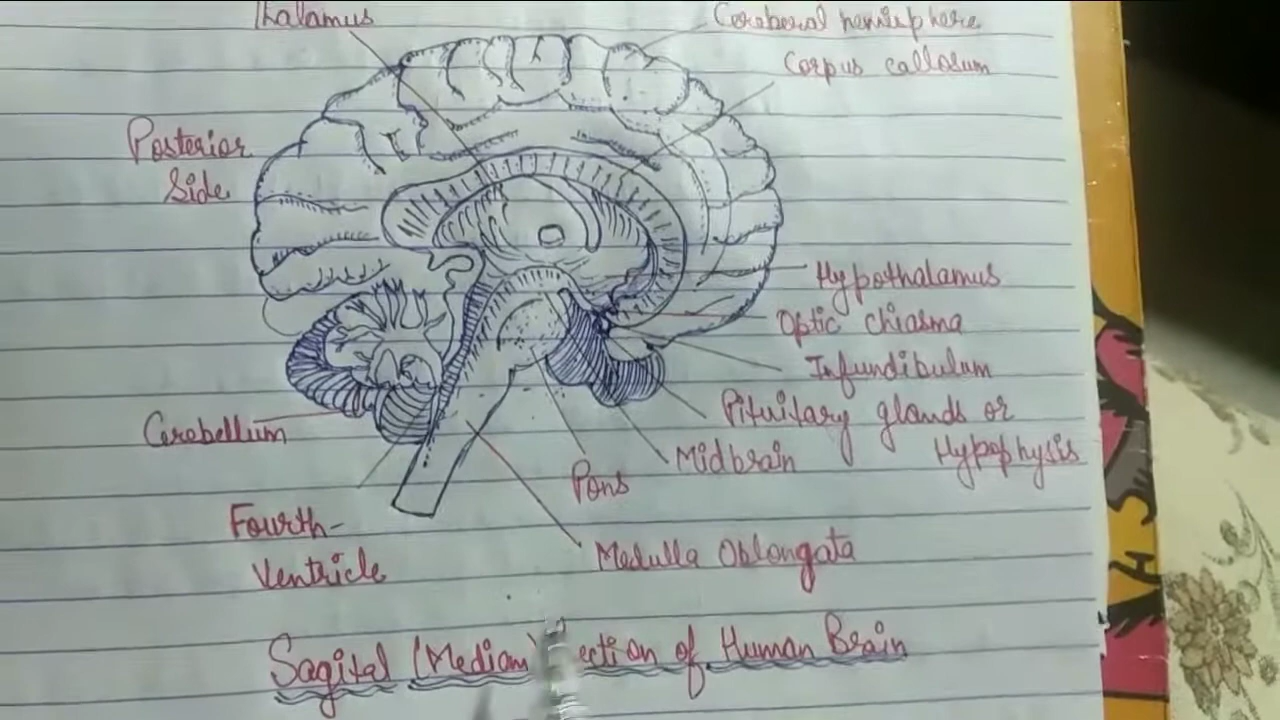 Thalamus
Cerebral hemisphere
Corpus callosum
Posterior
Side
Hypothalamus
Optic chiasma
Infundibulum
Pituitary glands or
Hypophysis
Midbrain
Cerebellum
Pons
Fourth-
Ventricle
Medulla Oblongata
Sagital (Median) ection of Human Brain